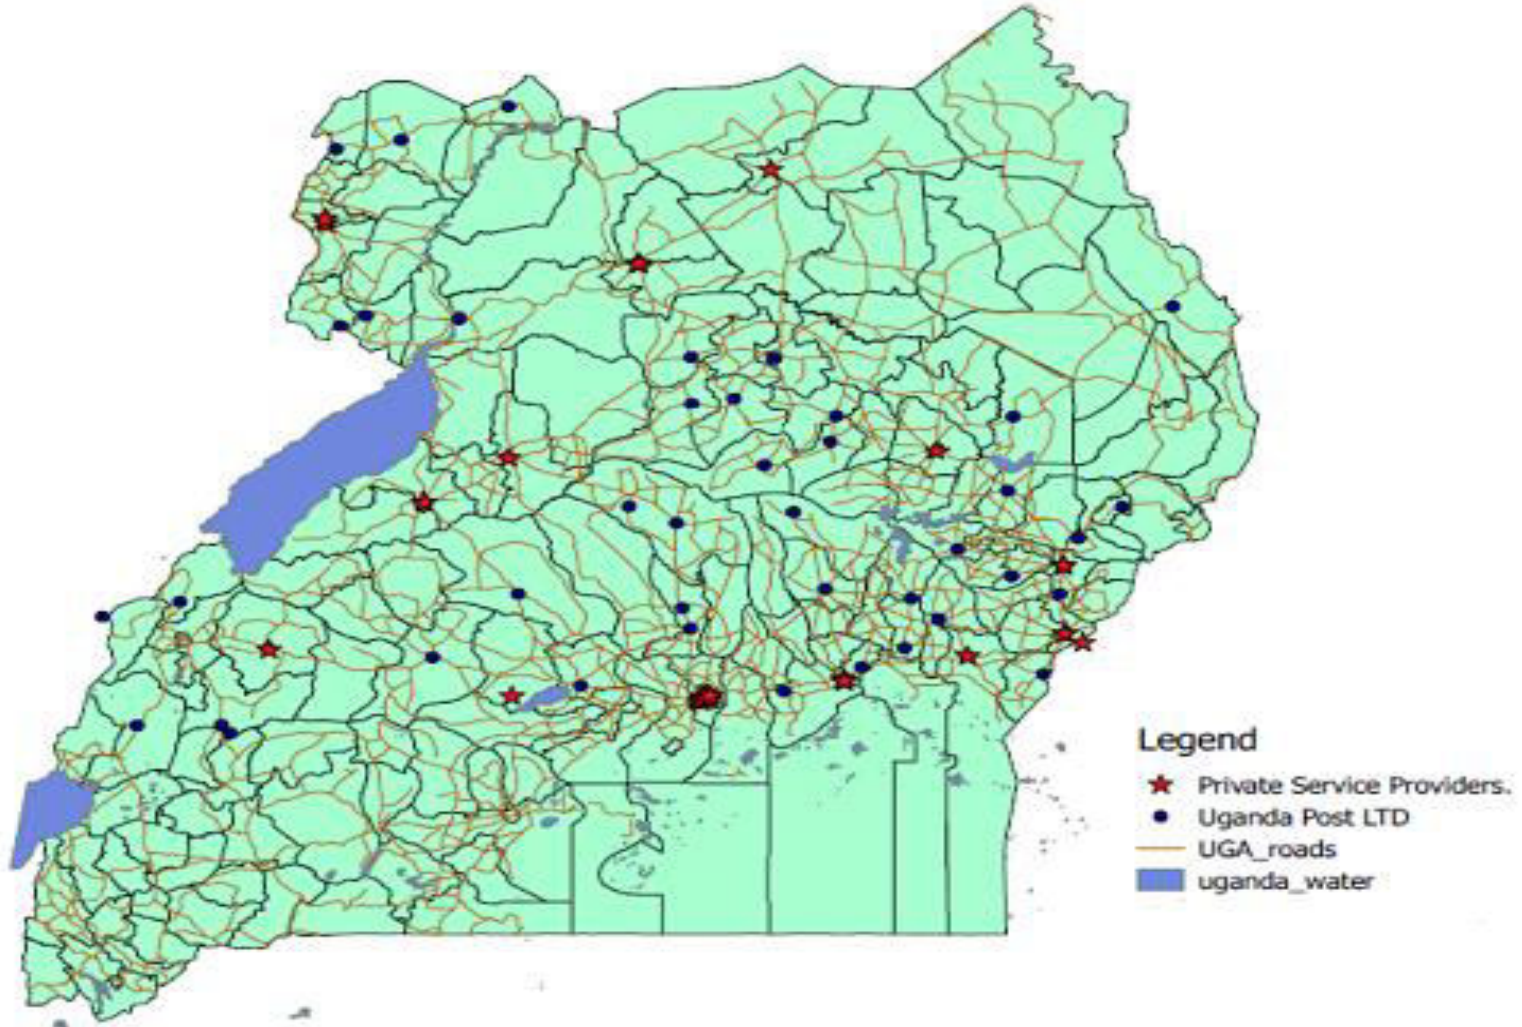 Legend
Private Service Providers.
Uganda Post LTD
UGA_roads
uganda_water